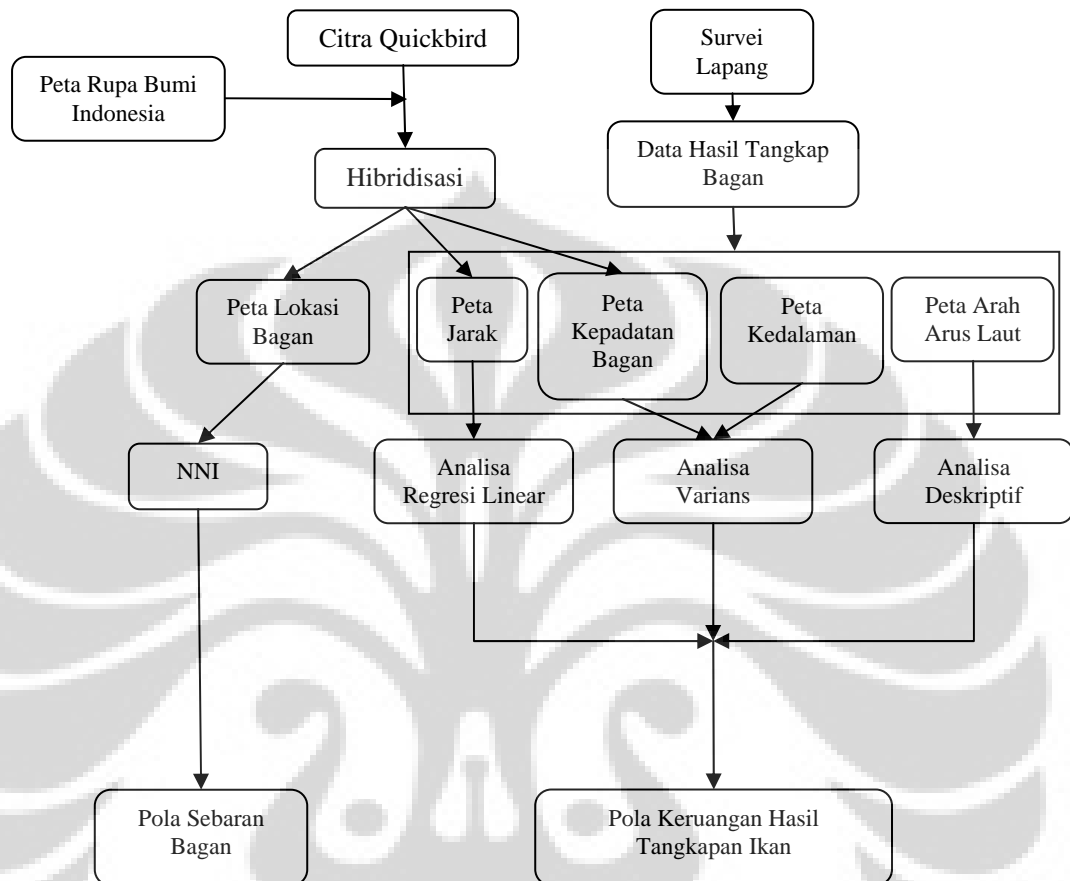 Citra Quickbird
Survei
Lapang
Peta Rupa Bumi
Indonesia
Hibridisasi
Data Hasil Tangkap
Bagan
Peta Lokasi
Bagan
Peta
Jarak
Peta
Kepadatan
Bagan
Peta
Kedalaman
Peta Arah
Arus Laut
NNI
Analisa
Regresi Linear
Analisa
Varians
Analisa
Deskriptif
Pola Sebaran
Bagan
Pola Keruangan Hasil
Tangkapan Ikan